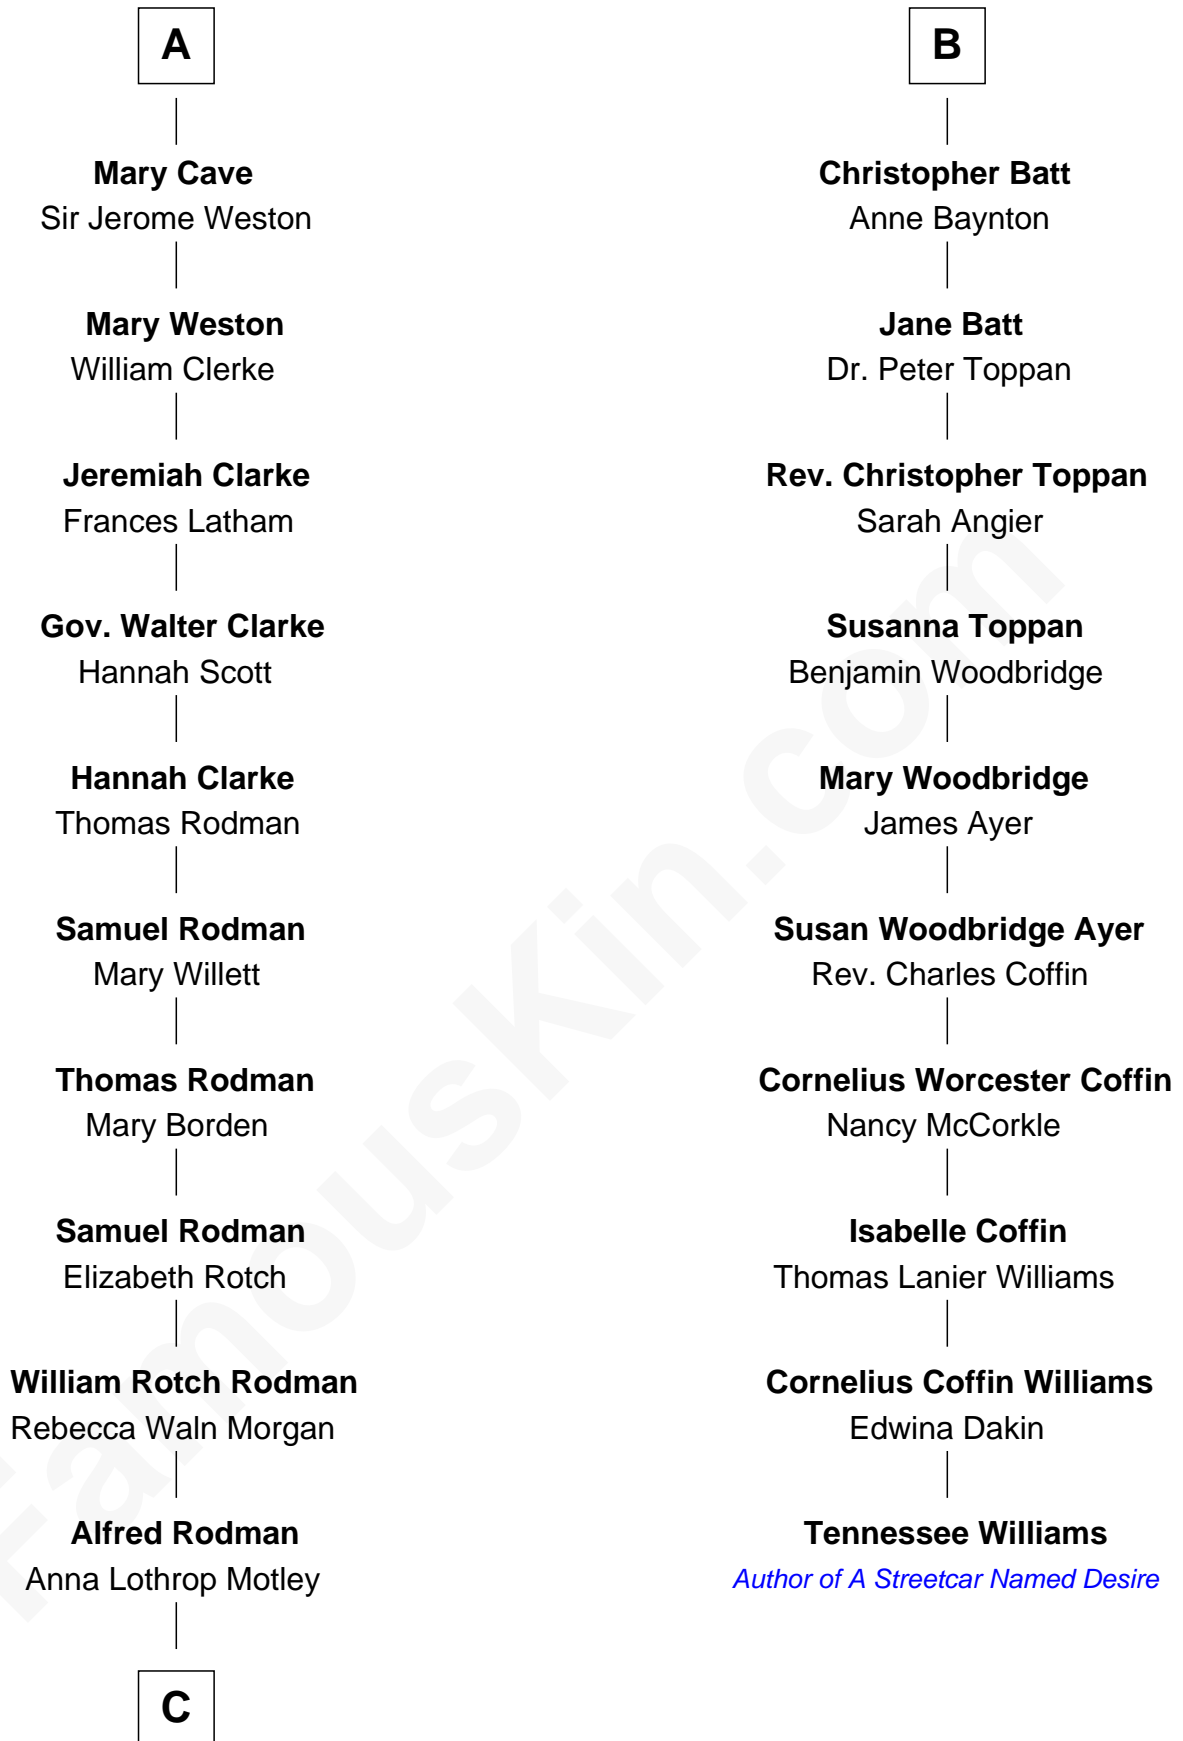 A
Mary Cave
Sir Jerome Weston
Mary Weston
William Clerke
Jeremiah Clarke
Frances Latham
Gov. Walter Clarke
Hannah Scott
Hannah Clarke
Thomas Rodman
Samuel Rodman
Mary Willett
Thomas Rodman
Mary Borden
Samuel Rodman
Elizabeth Rotch
William Rotch Rodman
Rebecca Waln Morgan
Alfred Rodman
Anna Lothrop Motley
C
B
Christopher Batt
Anne Baynton
Jane Batt
Dr. Peter Toppan
Rev. Christopher Toppan
Sarah Angier
Susanna Toppan
Benjamin Woodbridge
Mary Woodbridge
James Ayer
Susan Woodbridge Ayer
Rev. Charles Coffin
Cornelius Worcester Coffin
Nancy McCorkle
Isabelle Coffin
Thomas Lanier Williams
Cornelius Coffin Williams
Edwina Dakin
Tennessee Williams
Author of A Streetcar Named Desire
FamousKin.com